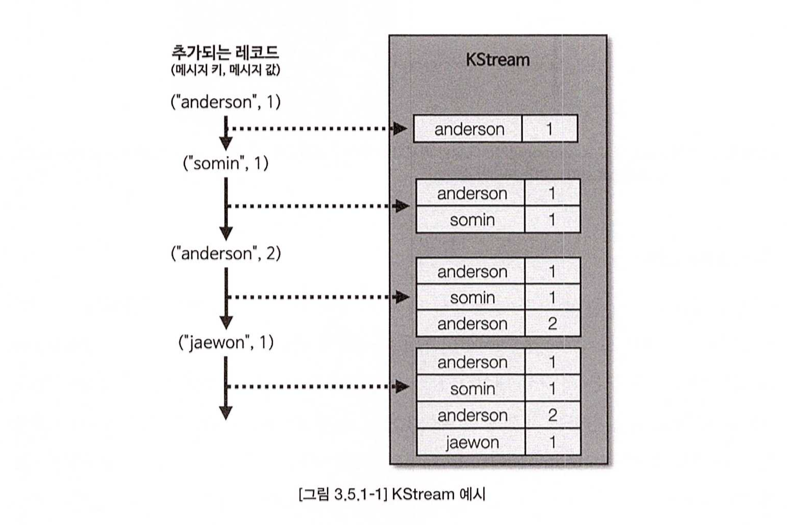 추가되는 레코드
(메시지 키, 메시지 값)
("anderson", 1)
("somin", 1)
("anderson", 2)
("jaewon", 1)
KStream
anderson 1
anderson 1
somin 1
anderson 1
somin 1
anderson 2
anderson 1
somin 1
anderson 2
jaewon 1
[그림 3.5.1-1] KStream 예시